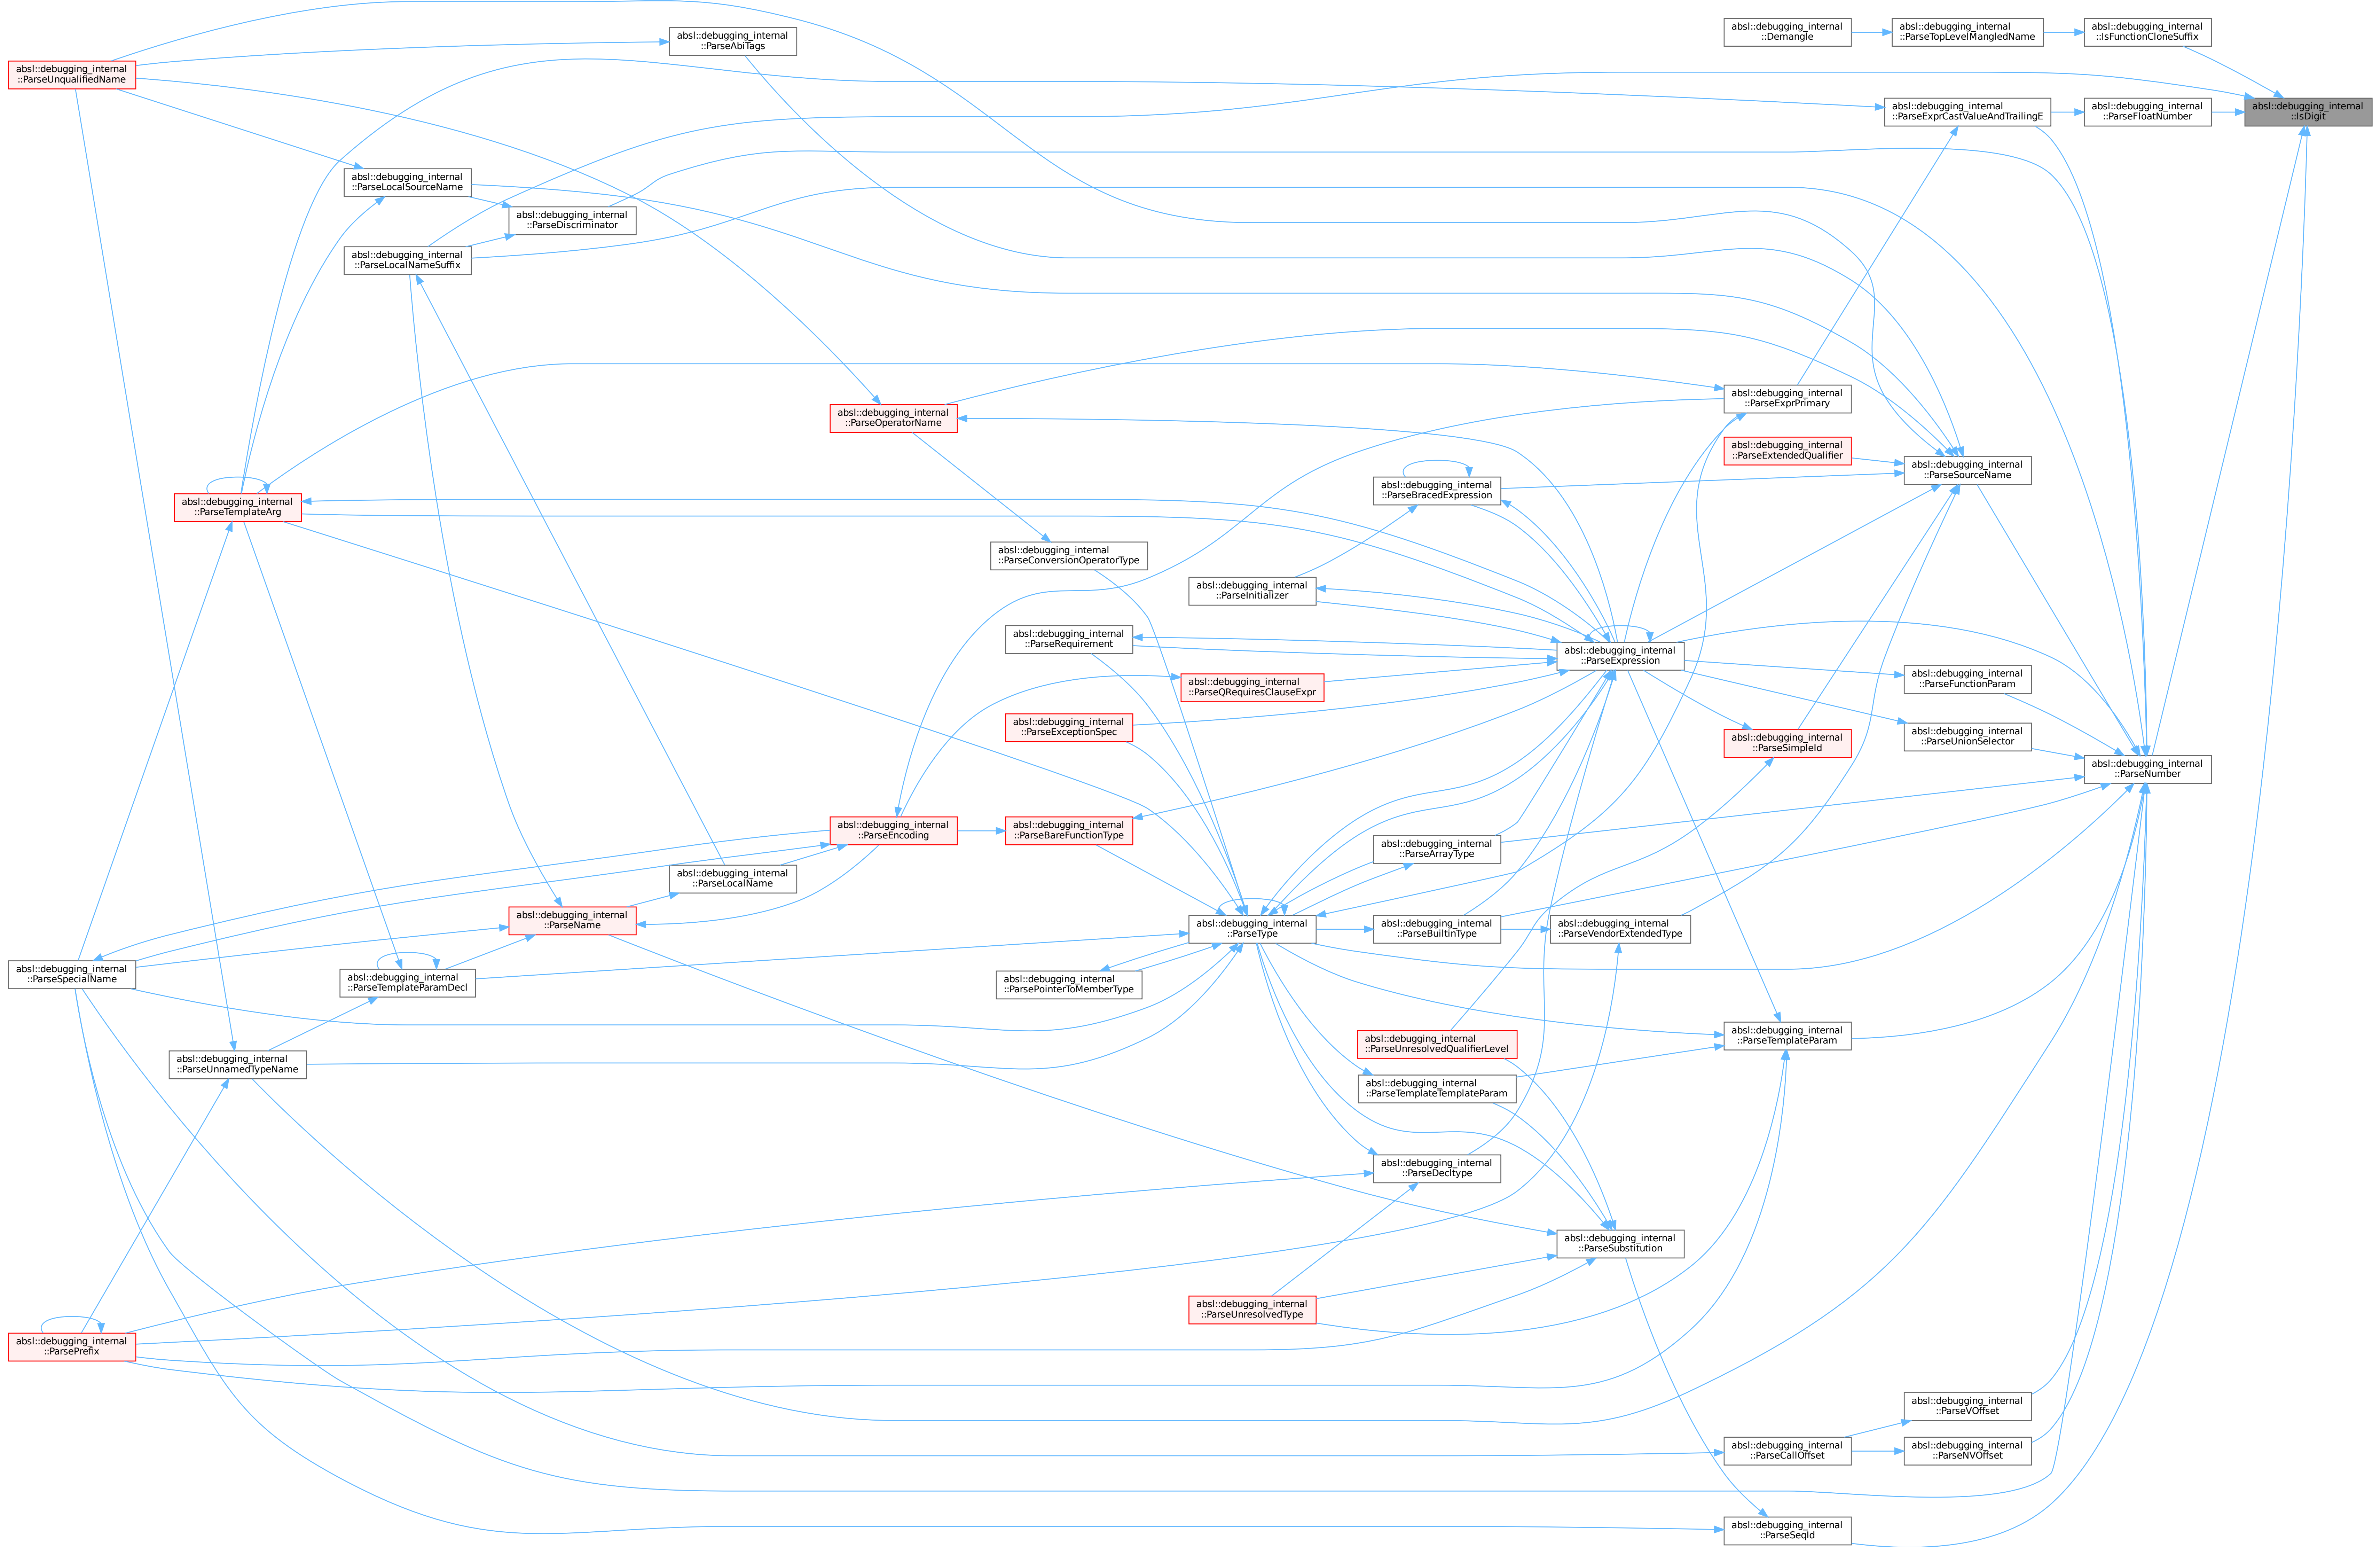 absl::debugging_internal
::ParseAbiTags
absl::debugging_internal
::Demangle
absl::debugging_internal
::ParseTopLevelMangledName
absl::debugging_internal
::IsFunctionCloneSuffix
absl::debugging_internal
::ParseUnqualifiedName
absl::debugging_internal
::ParseExprCastValueAndTrailingE
absl::debugging_internal
::ParseFloatNumber
absl::debugging_internal
::IsDigit
absl::debugging_internal
::ParseLocalSourceName
absl::debugging_internal
::ParseDiscriminator
absl::debugging_internal
::ParseLocalNameSuffix
absl::debugging_internal
::ParseExprPrimary
absl::debugging_internal
::ParseOperatorName
absl::debugging_internal
::ParseExtendedQualifier
absl::debugging_internal
::ParseSourceName
absl::debugging_internal
::ParseBracedExpression
absl::debugging_internal
::ParseTemplateArg
absl::debugging_internal
::ParseConversionOperatorType
absl::debugging_internal
::ParseInitializer
absl::debugging_internal
::ParseRequirement
absl::debugging_internal
::ParseExpression
absl::debugging_internal
::ParseFunctionParam
absl::debugging_internal
::ParseQRequiresClauseExpr
absl::debugging_internal
::ParseExceptionSpec
absl::debugging_internal
::ParseUnionSelector
absl::debugging_internal
::ParseSimpleId
absl::debugging_internal
::ParseNumber
absl::debugging_internal
::ParseEncoding
absl::debugging_internal
::ParseBareFunctionType
absl::debugging_internal
::ParseArrayType
absl::debugging_internal
::ParseLocalName
absl::debugging_internal
::ParseName
absl::debugging_internal
::ParseType
absl::debugging_internal
::ParseBuiltinType
absl::debugging_internal
::ParseVendorExtendedType
absl::debugging_internal
::ParseSpecialName
absl::debugging_internal
::ParseTemplateParamDecl
absl::debugging_internal
::ParsePointerToMemberType
absl::debugging_internal
::ParseUnresolvedQualifierLevel
absl::debugging_internal
::ParseTemplateParam
absl::debugging_internal
::ParseUnnamedTypeName
absl::debugging_internal
::ParseTemplateTemplateParam
absl::debugging_internal
::ParseDecltype
absl::debugging_internal
::ParseSubstitution
absl::debugging_internal
::ParseUnresolvedType
absl::debugging_internal
::ParsePrefix
absl::debugging_internal
::ParseVOffset
absl::debugging_internal
::ParseCallOffset
absl::debugging_internal
::ParseNVOffset
absl::debugging_internal
::ParseSeqId